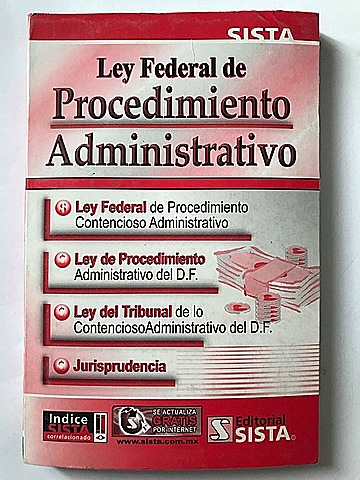 SISTA
Ley Federal de
Procedimiento
Administrativo
Ley Federal de Procedimiento
Contencioso Administrativo
Ley de Procedimiento
Administrativo del D.F.
Ley del Tribunal de lo
ContenciosoAdministrativo del D.F.
Jurisprudencia
Indice
SISTA
correlacionado
SE ACTUALIZA
GRATIS
POR INTERNET
www.sista.com.mx
Editorial
SISTA®